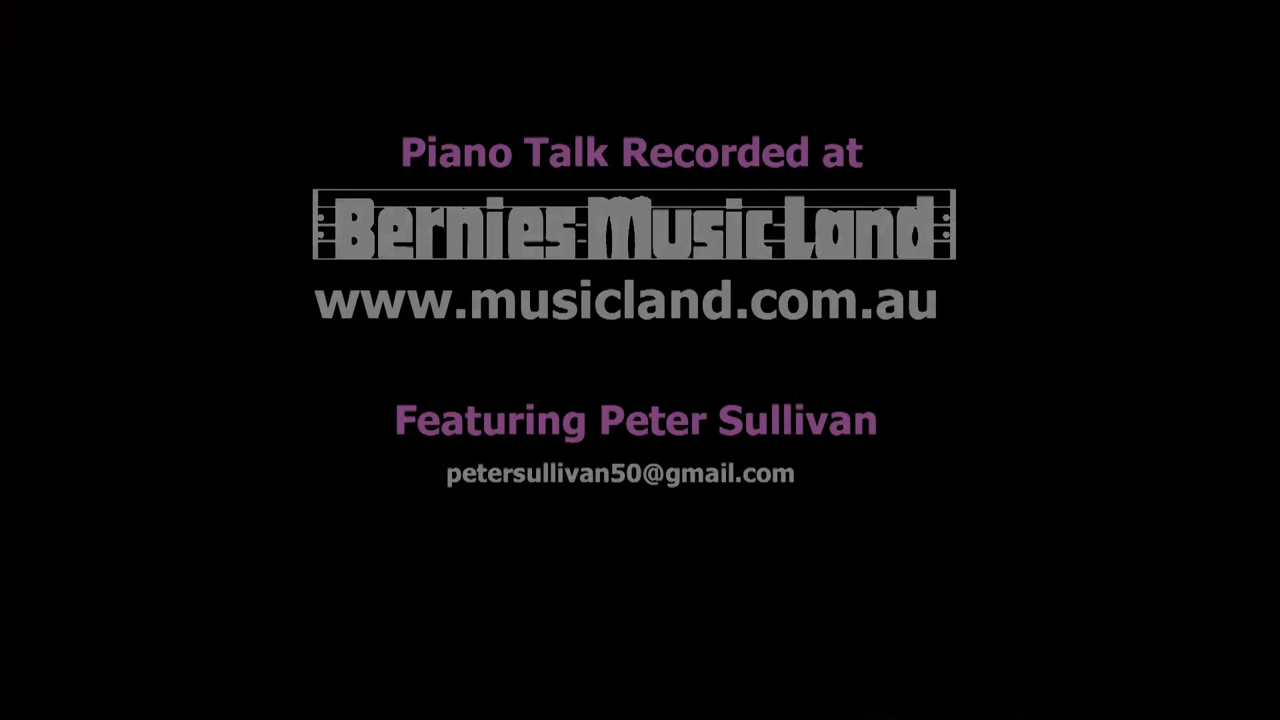 Piano Talk Recorded at
Bernies Music Land
www.musicland.com.au
Featuring Peter Sullivan
petersullivan50@gmail.com